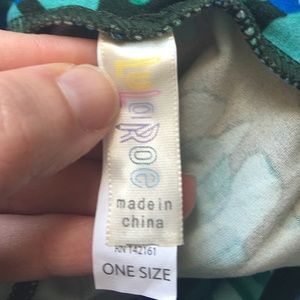 LuLaRoe
made in
china
RN 142161
ONE SIZE